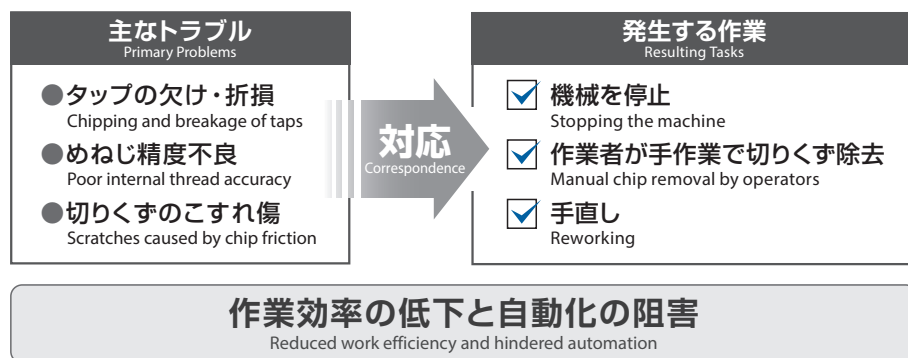 主なトラブル
Primary Problems
●タップの欠け・折損
Chipping and breakage of taps
●めねじ精度不良
Poor internal thread accuracy
●切りくずのこすれ傷
Scratches caused by chip friction
対応
Correspondence
発生する作業
Resulting Tasks
機械を停止
Stopping the machine
作業者が手作業で切りくず除去
Manual chip removal by operators
手直し
Reworking
作業効率の低下と自動化の阻害
Reduced work efficiency and hindered automation